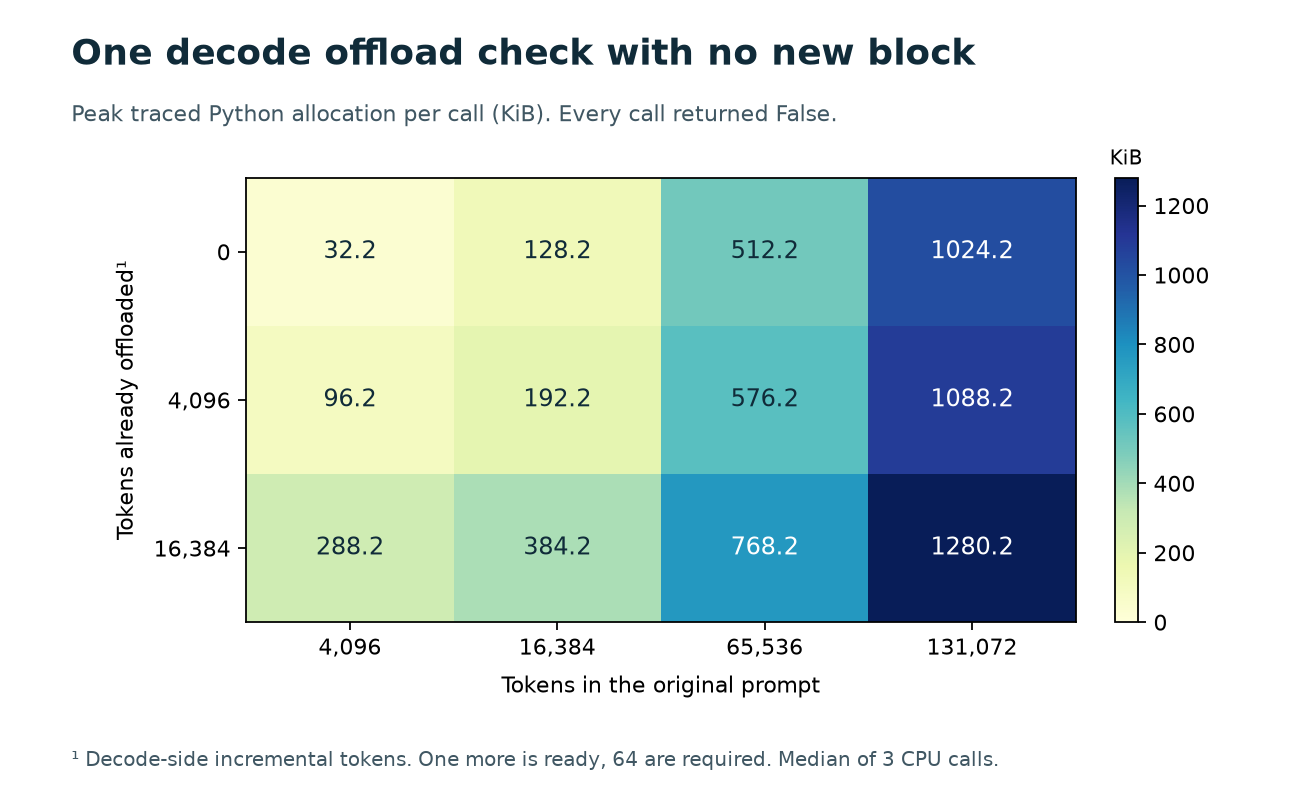 One decode offload check with no new block
Peak traced Python allocation per call (KiB). Every call returned False.
KiB
Tokens already offloaded¹
0
32.2 128.2 512.2 1024.2
4,096
96.2 192.2 576.2 1088.2
16,384
288.2 384.2 768.2 1280.2
1200
1000
800
600
400
200
0
4,096 16,384 65,536 131,072
Tokens in the original prompt
¹ Decode-side incremental tokens. One more is ready, 64 are required. Median of 3 CPU calls.